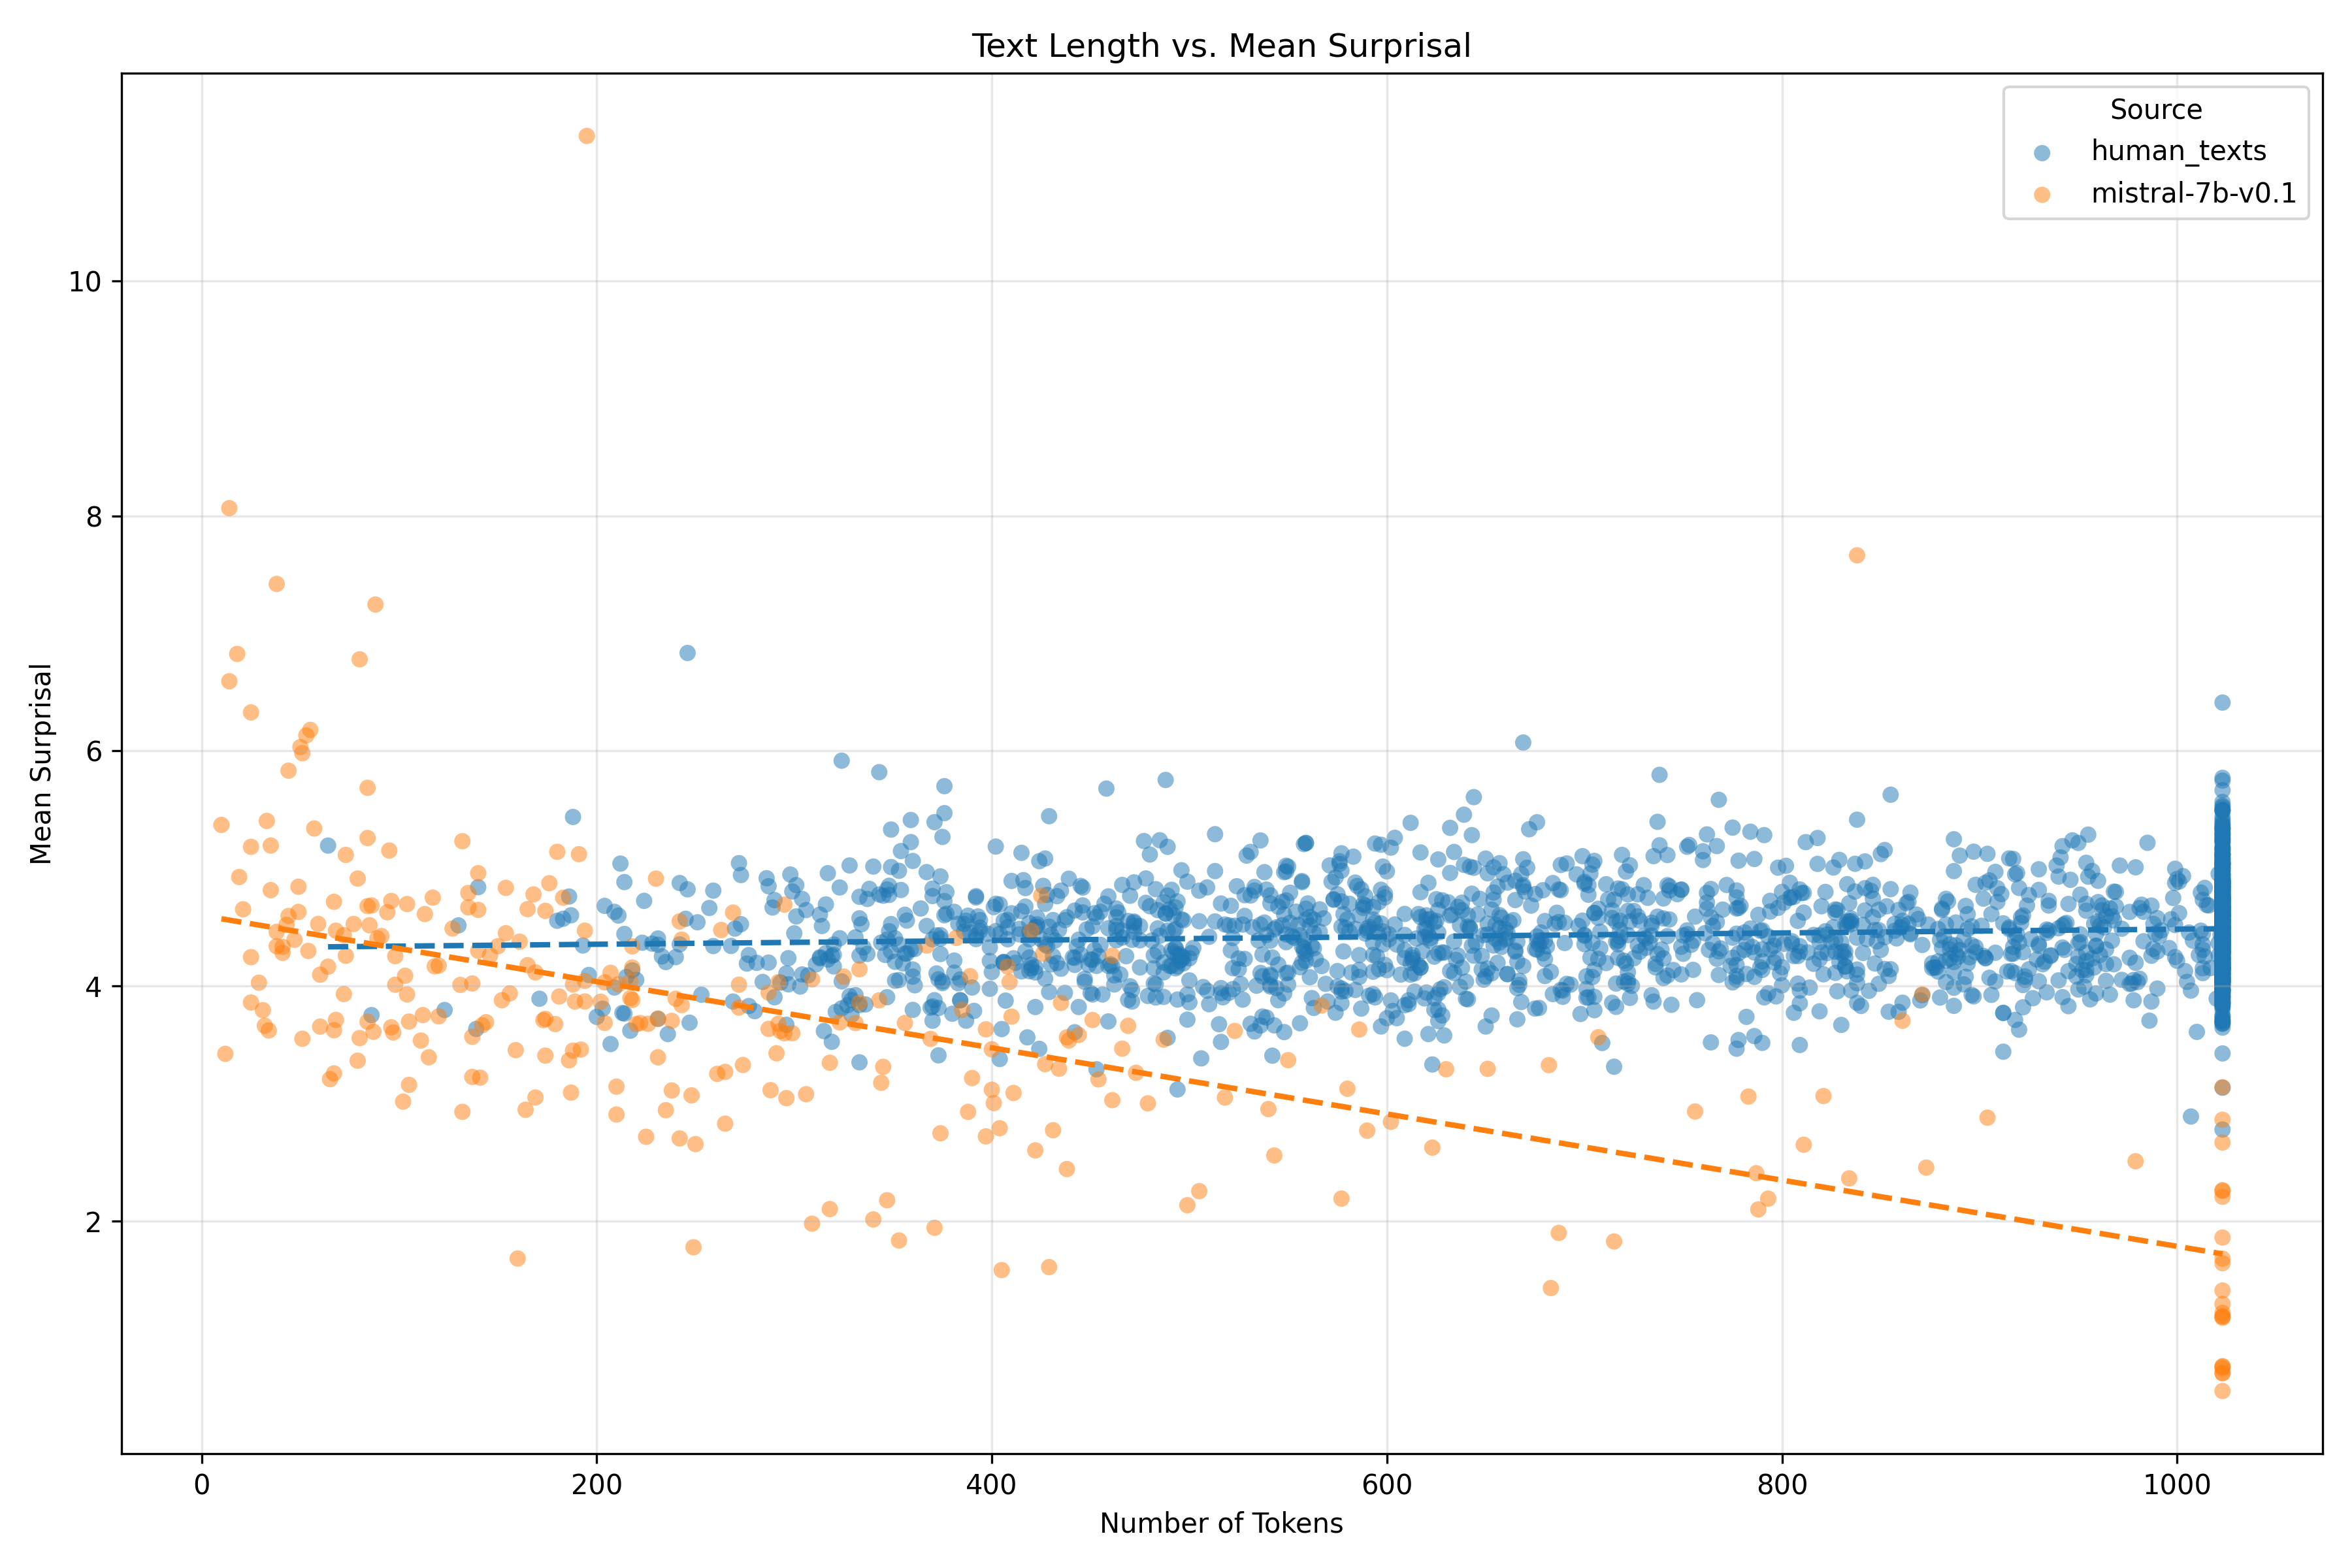 Text Length vs. Mean Surprisal
Source
human_texts
mistral-7b-v0.1
Mean Surprisal
10
8
6
4
2
0
200
400
600
800
1000
Number of Tokens